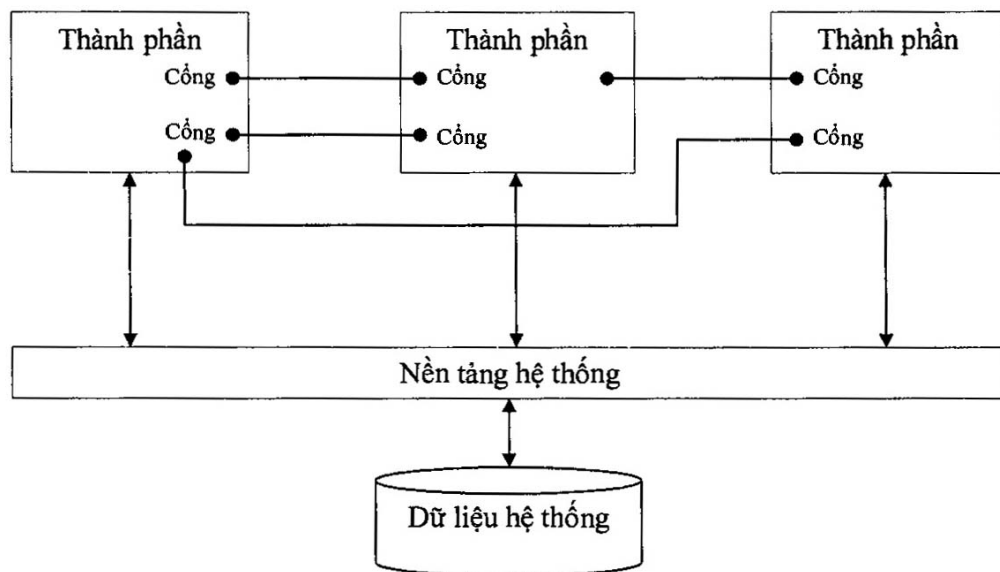 Thành phần
Thành phần
Thành phần
Cổng
Cổng
Cổng
Cổng
Cổng
Cổng
Nền tảng hệ thống
Dữ liệu hệ thống